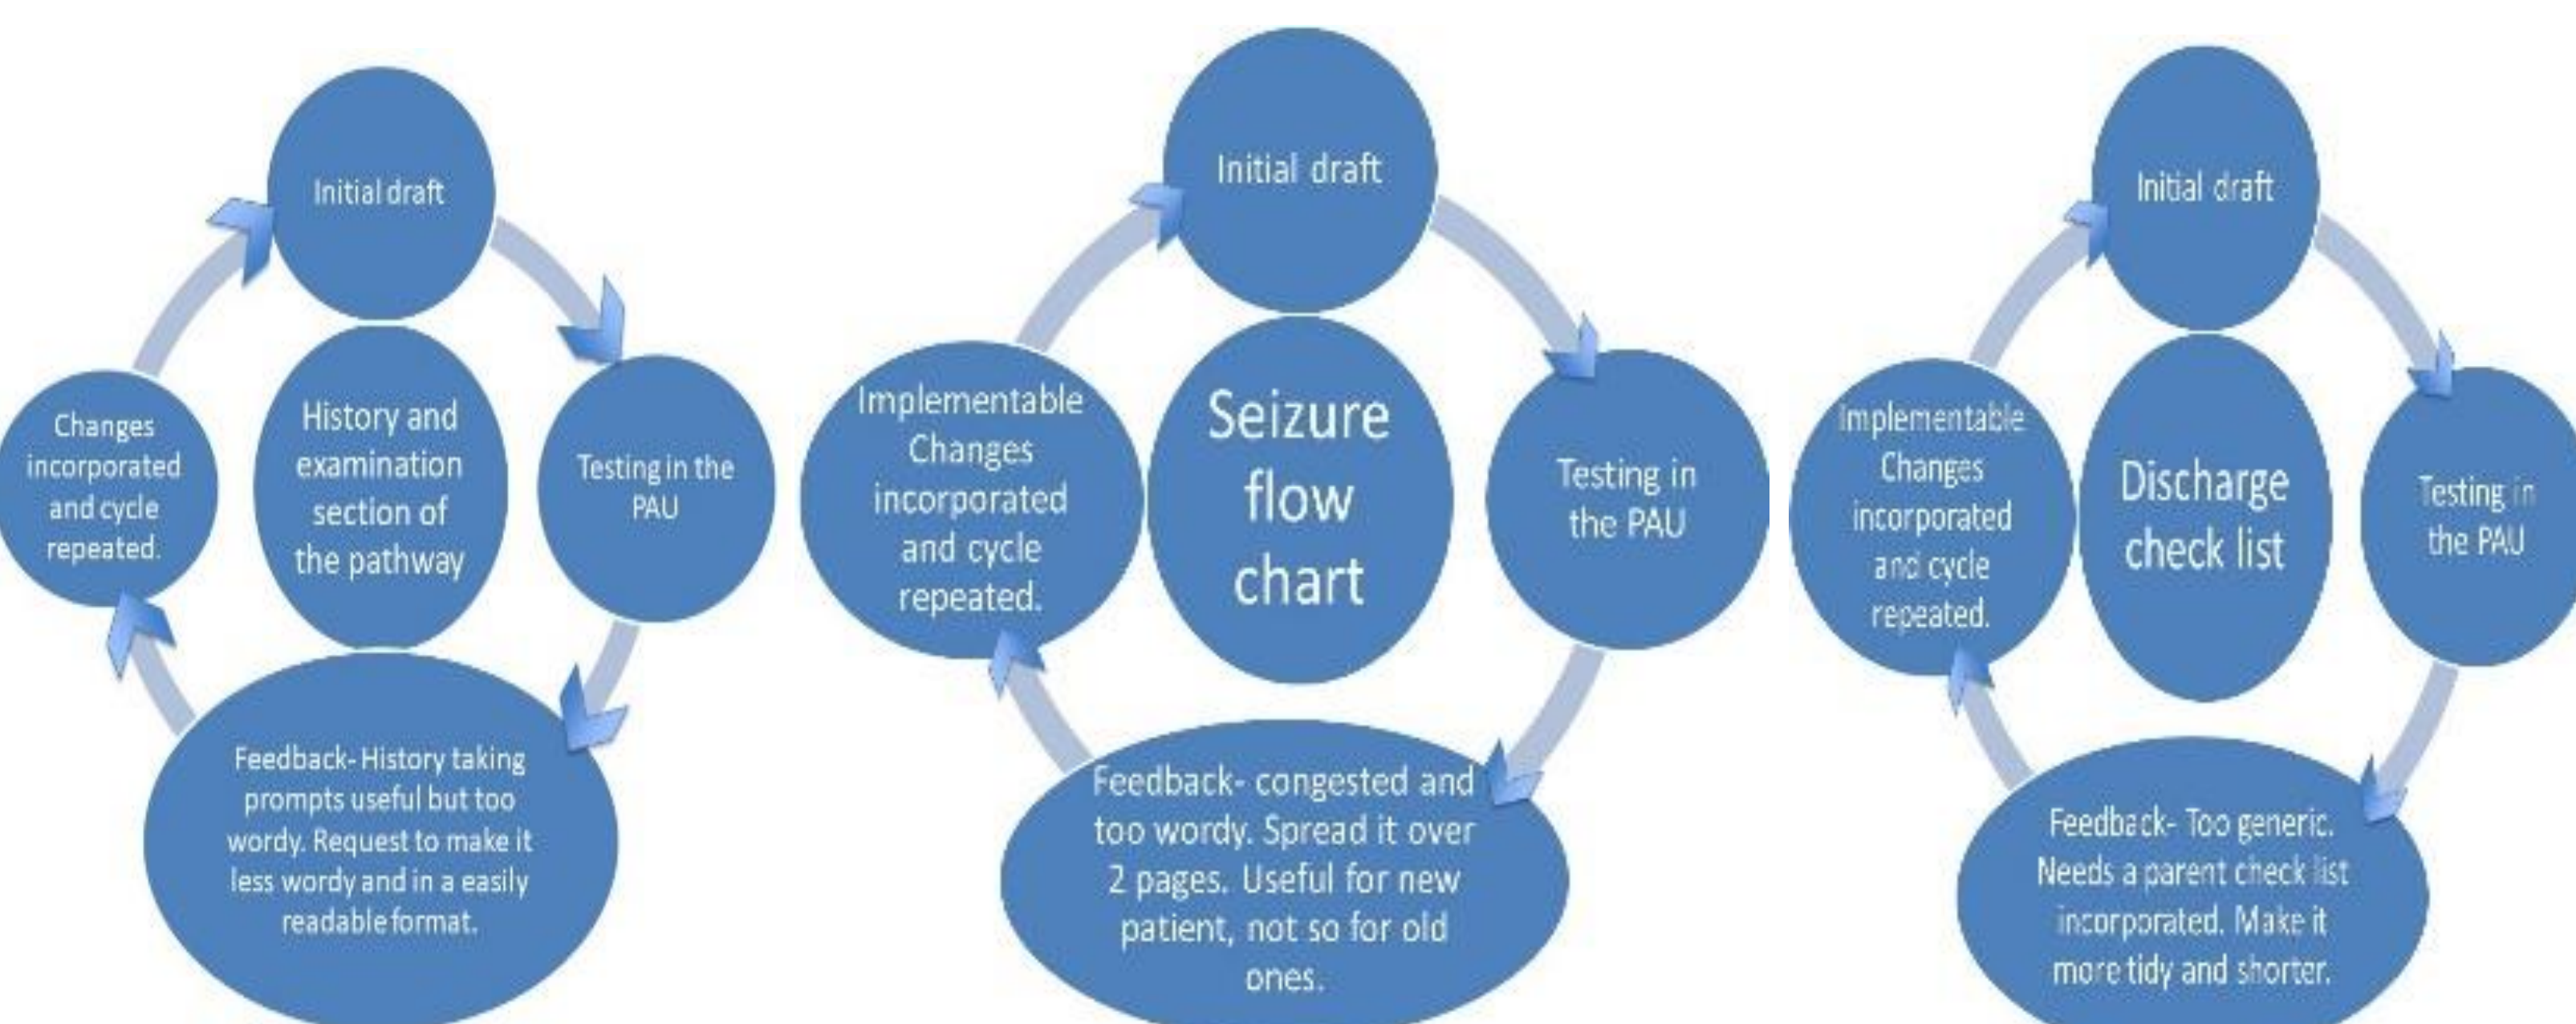 Initial draft
Changes
incorporated
and cycle
repeated.
History and
examination
section of
the pathway
Testing in the
PAU
Feedback- History taking
prompts useful but too
wordy. Request to make it
less wordy and in a easily
readable format.
Initial draft
Implementable
Changes
incorporated
and cycle
repeated.
Seizure
flow
chart
Testing in
the PAU
Feedback- congested and
too wordy. Spread it over
2 pages. Useful for new
patient, not so for old
ones.
Initial draft
Implementable
Changes
incorporated
and cycle
repeated.
Discharge
check list
Testing in
the PAU
Feedback- Too generic.
Needs a parent check list
incorporated. Make it
more tidy and shorter.